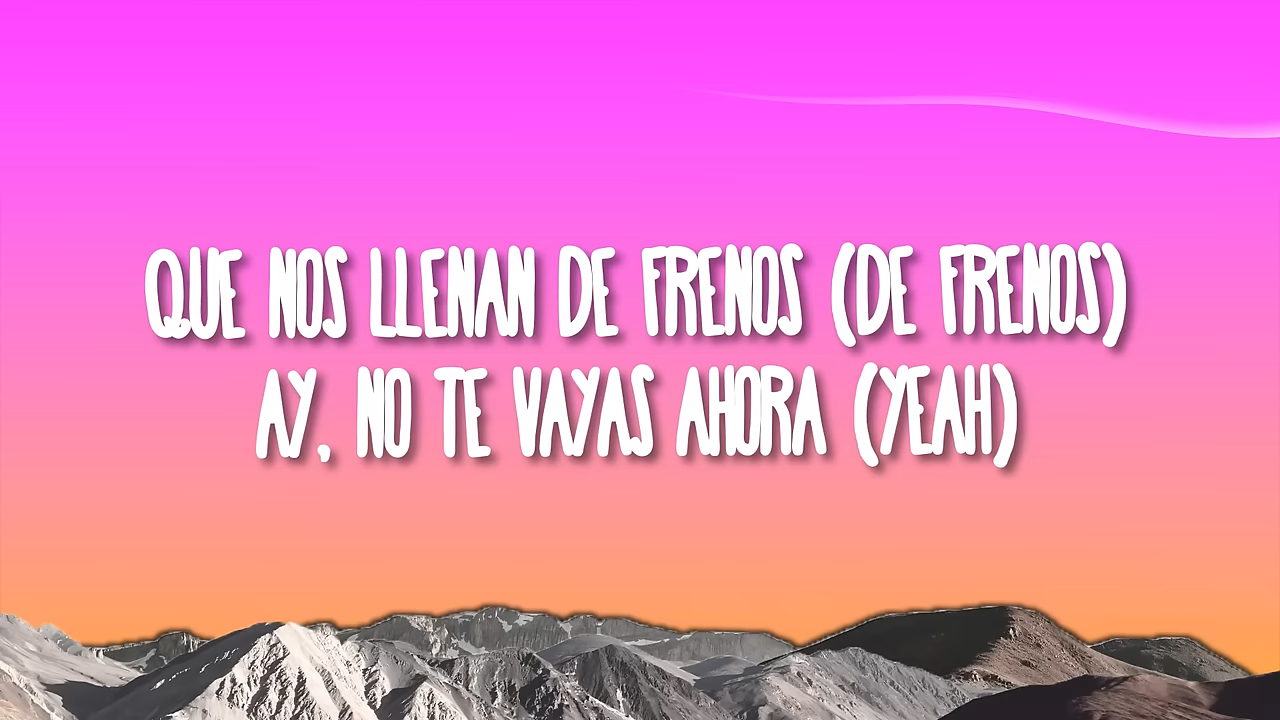 QUE NOS LLENAN DE FRENOS (DE FRENOS)
AY, NO TE VAYAS AHORA (YEAH)